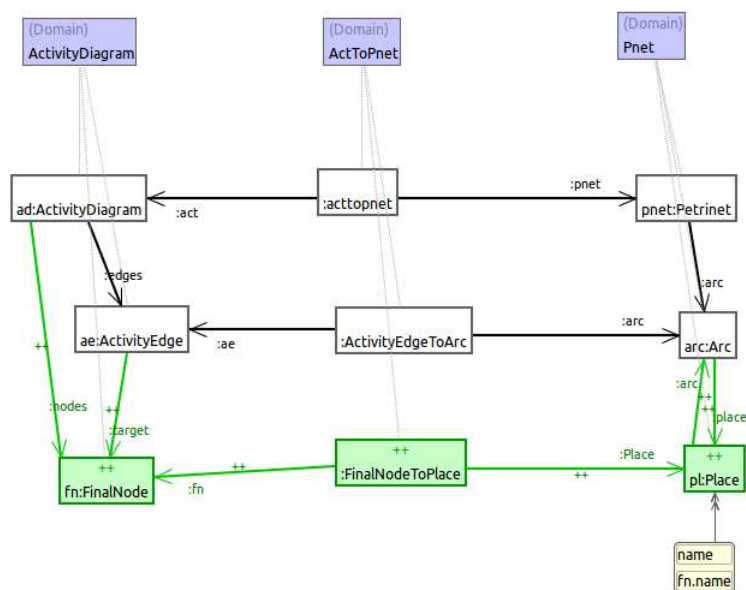 (Domain)
ActivityDiagram
(Domain)
ActToPnet
(Domain)
Pnet
ad:ActivityDiagram
:act
:acttopnet
:pnet
pnet:Petrinet
:edges
:arc
ae:ActivityEdge
:ae
:ActivityEdgeToArc
:arc
arc:Arc
++
:nodes
++
:target
:arc
++
++
:place
++
fn:FinalNode
:fn
++
++
:FinalNodeToPlace
:Place
++
++
pl:Place
name
fn.name